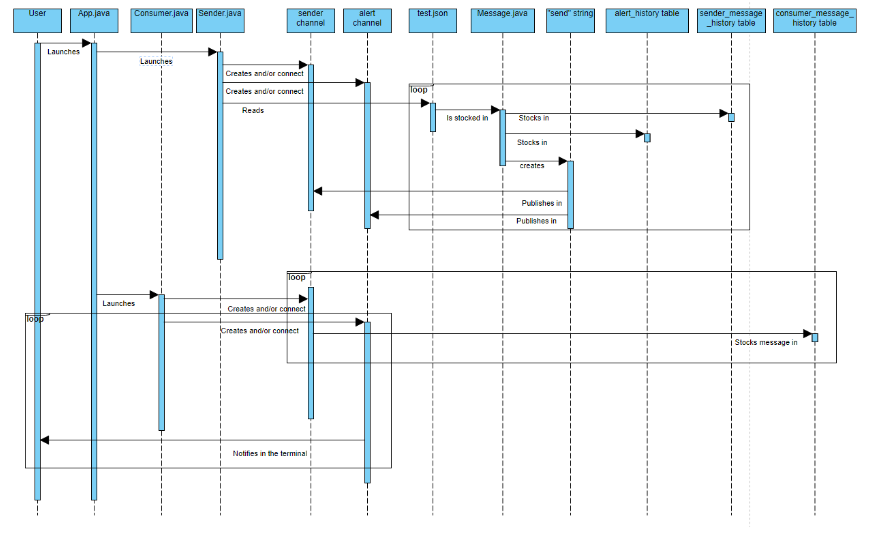 User
App.java
Consumer.java
Sender.java
sender
channel
alert
channel
test.json
Message.java
"send" string
alert_history table
sender_message
_history table
consumer_message_
history table
Launches
Launches
Creates and/or connect
Creates and/or connect
loop
Reads
Is stocked in
Stocks in
Stocks in
creates
Publishes in
Publishes in
loop
Launches
Creates and/or connect
loop
Creates and/or connect
Stocks message in
Notifies in the terminal